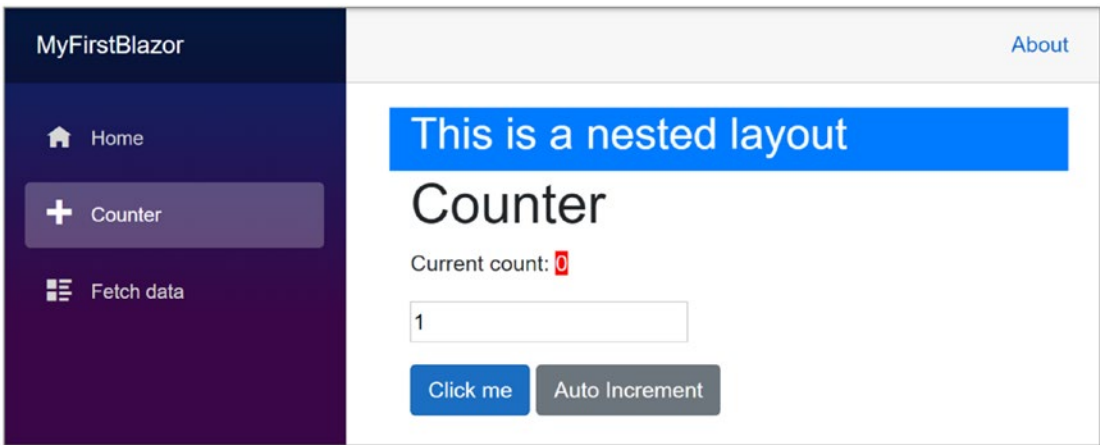 MyFirstBlazor
About
Home
Counter
Fetch data
This is a nested layout
Counter
Current count: 0
1
Click me
Auto Increment